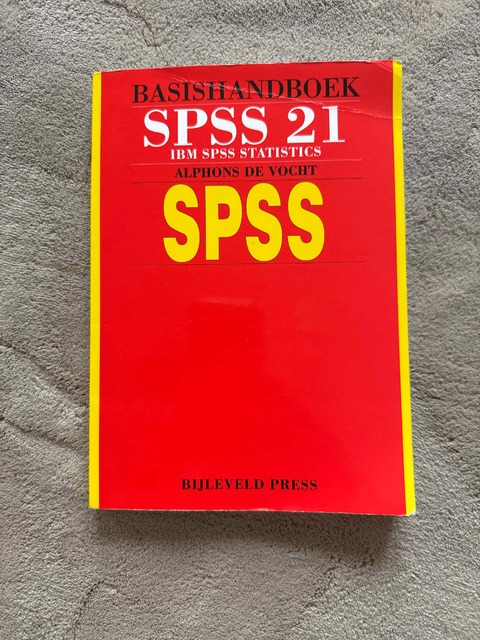 BASISHANDBOEK
SPSS 21
IBM SPSS STATISTICS
ALPHONS DE VOCHT
SPSS
BIJLEVELD PRESS